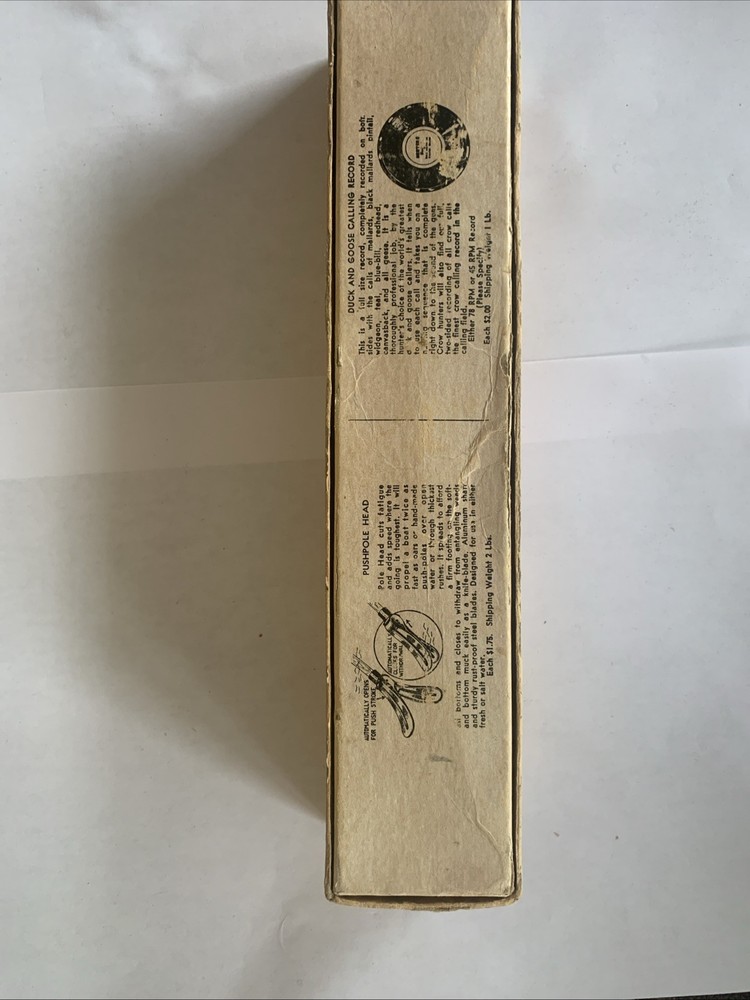 PUSHPOLE HEAD
Pole Head cuts fatigue
and adds speed where the
going is toughest. It will
propel a boat twice as
fast as oars or hand-made
push-poles over open
water or through thickest
rushes. It spreads to afford
a firm footing on the soft-
bottoms and closes to withdraw from entangling weeds
and bottom muck easily as a knife-blade. Aluminum shaft
and sturdy rust-proof steel blades. Designed for use in either
fresh or salt water.
Each $1.75. Shipping Weight 2 Lbs.
AUTOMATICALLY OPENS
FOR PUSH STROKE
AUTOMATICALLY
CLOSES FOR
WITHDRAWAL
DUCK AND GOOSE CALLING RECORD
This is a full size record, completely recorded on both
sides with the calls of mallards, black mallards pintail,
widgeon, teal, blue-bill, redhead,
canvasback, and all geese. It is a
thoroughly professional job, by the
hunter's choice of the world's greatest
d k and goose callers. It tells when
to use each call and takes you on a
sequence that is complete
right down to the sound of the guns.
Crow hunters will also find our full,
two-sided recording of all crow calls
the finest crow calling record in the
calling field.
Either 78 RPM or 45 RPM Record
(Please Specify)
Each $2.00 Shipping Weight 1 Lb.